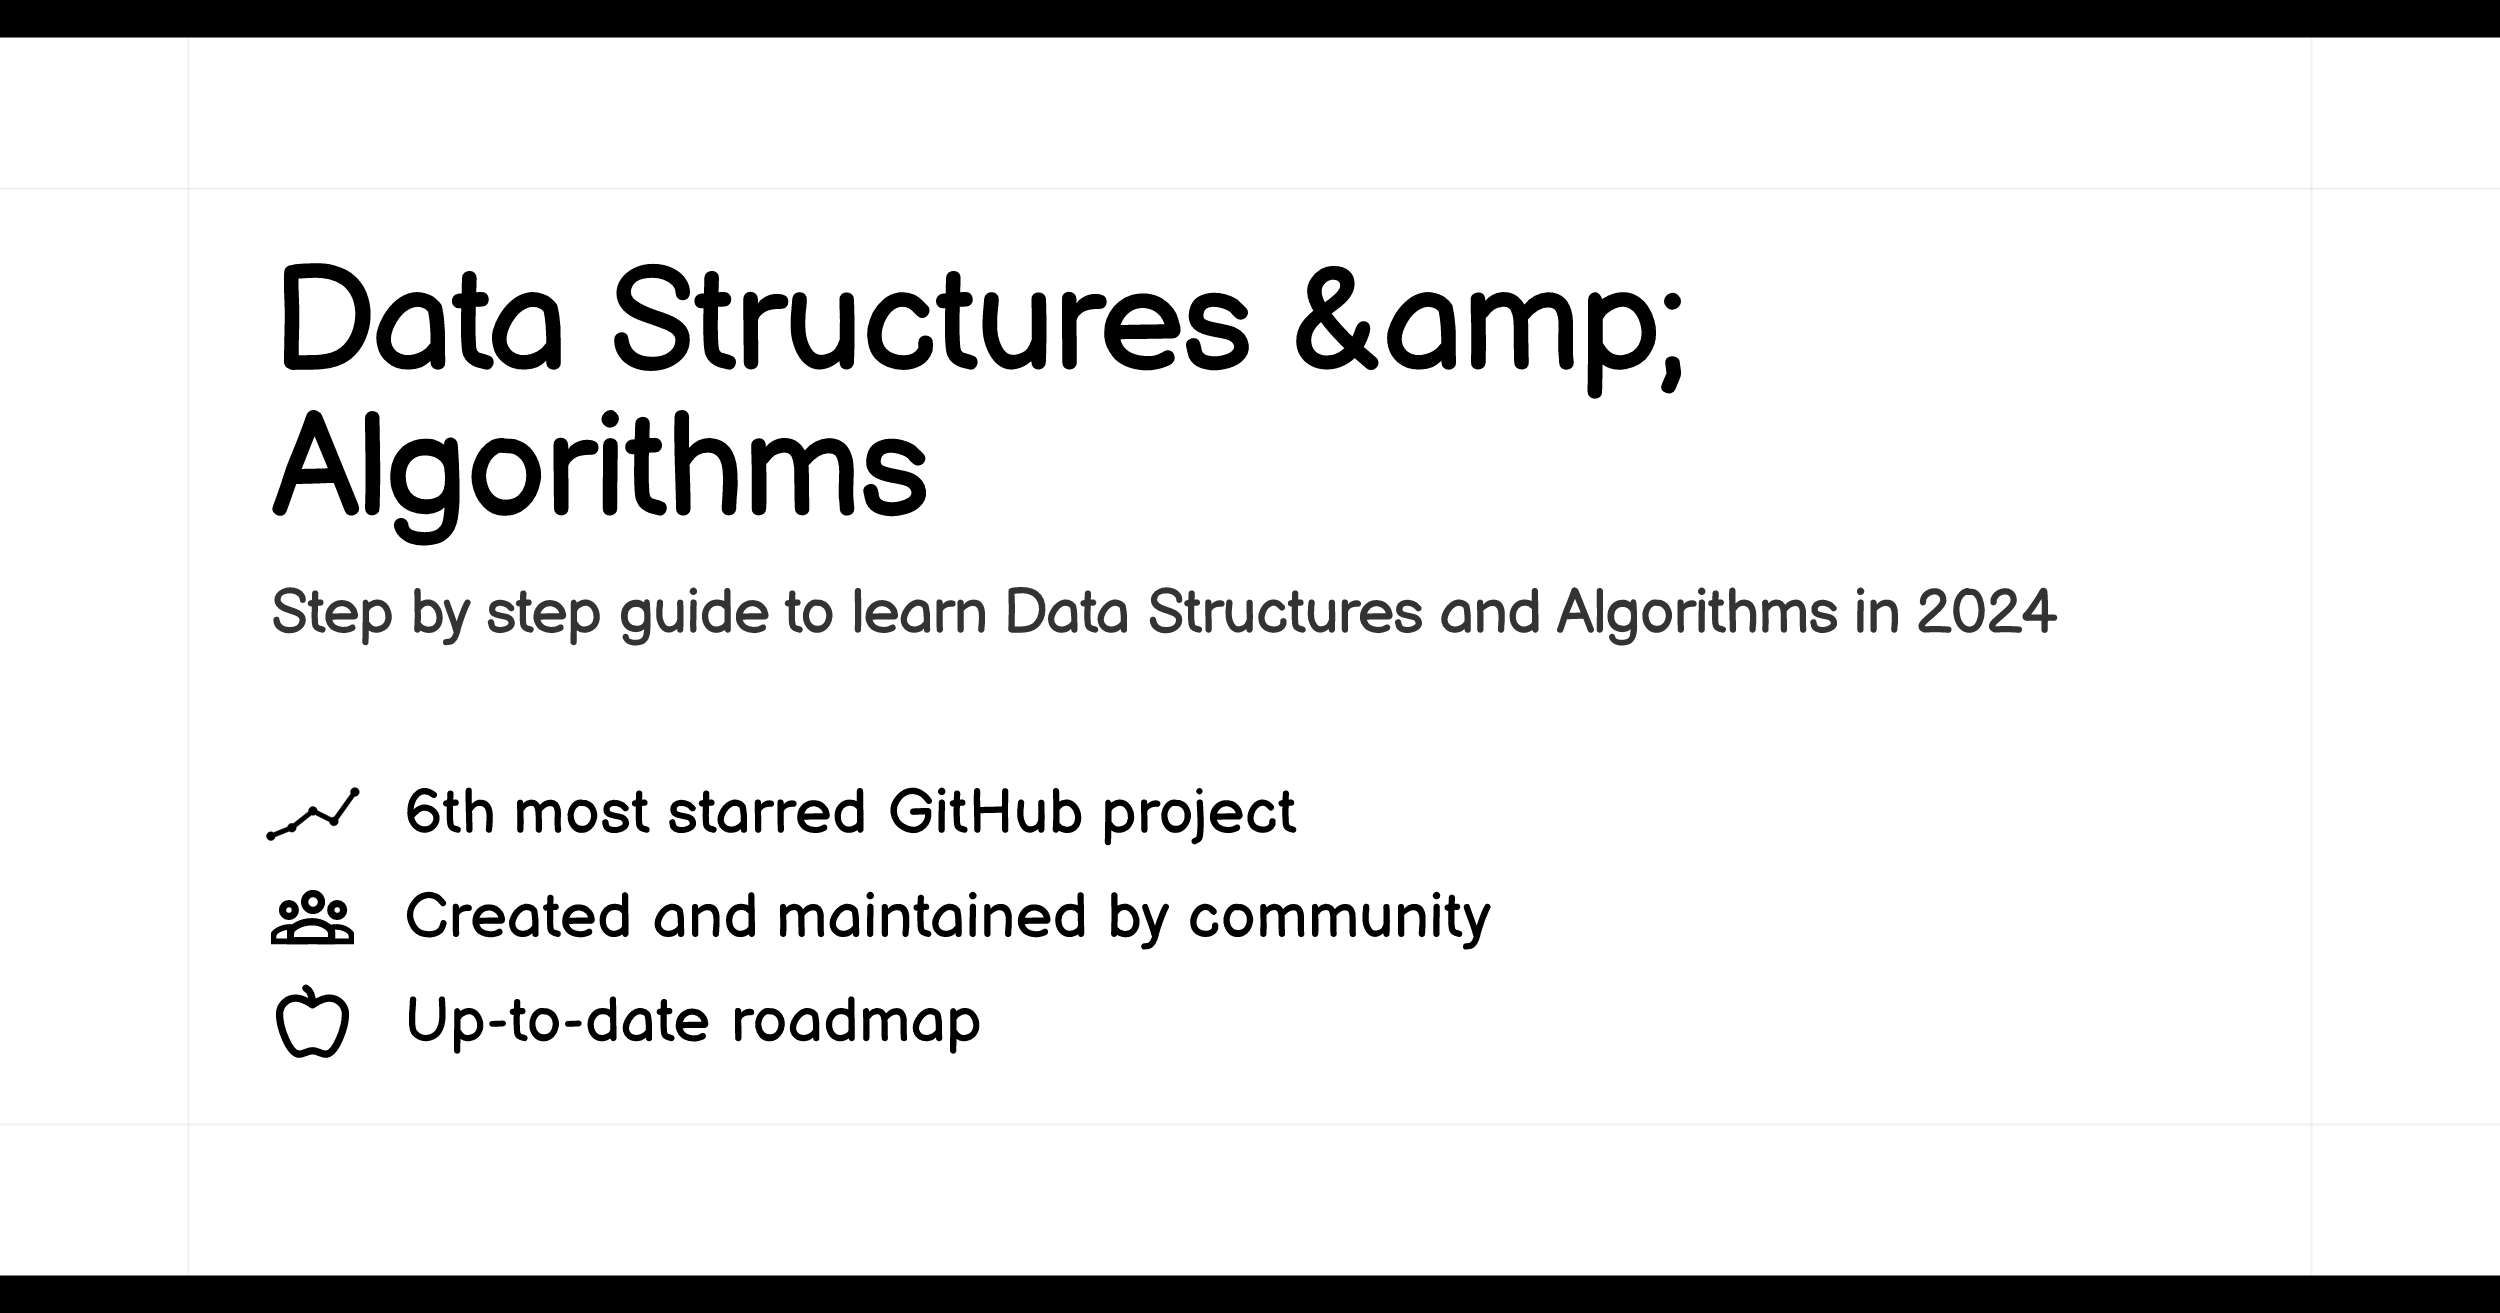 Data Structures &amp;
Algorithms
Step by step guide to learn Data Structures and Algorithms in 2024
6th most starred GitHub project
Created and maintained by community
Up-to-date roadmap